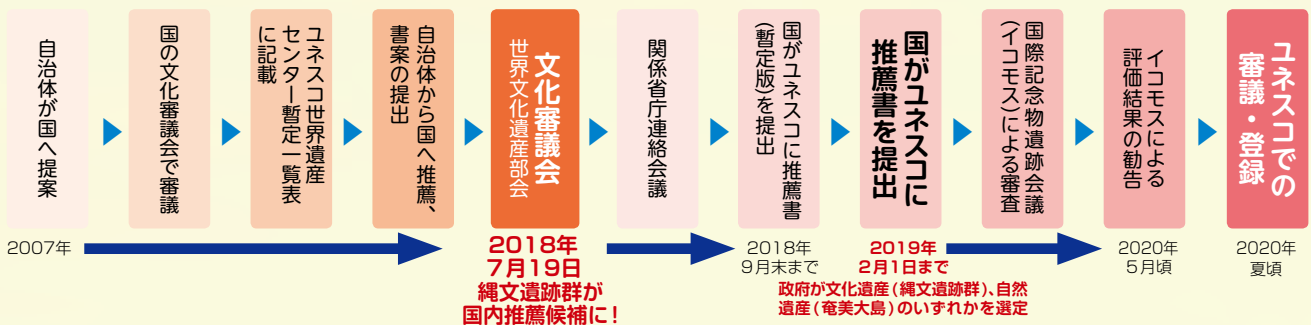 自治体が国へ提案
国の文化審議会で審議
ユネスコ世界遺産
センター暫定一覧表
に記載
自治体から国へ推薦、
書案の提出
文化審議会
世界文化遺産部会
関係省庁連絡会議
国がユネスコに推薦書
(暫定版)を提出
国がユネスコに
推薦書を提出
国際記念物遺跡会議
(イコモス)による審査
イコモスによる
評価結果の勧告
ユネスコでの
審議・登録
2007年
2018年
7月19日
縄文遺跡群が
国内推薦候補に!
2018年
9月末まで
2019年
2月1日まで
政府が文化遺産(縄文遺跡群)、自然
遺産(奄美大島)のいずれかを選定
2020年
5月頃
2020年
夏頃